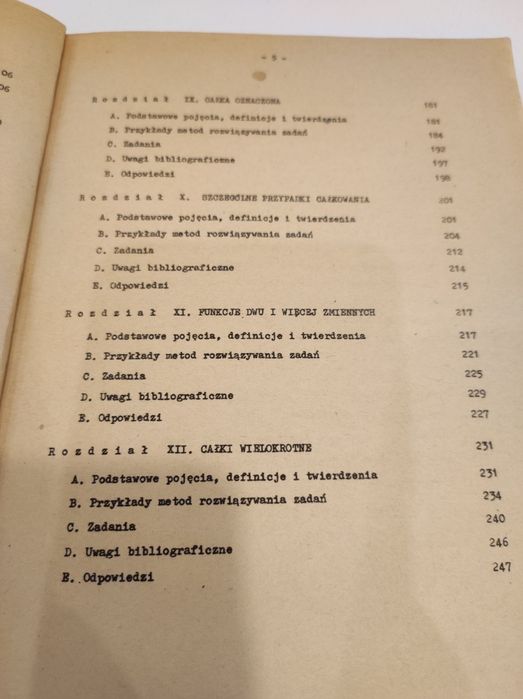 06
06
- 5 -
Rozdział IX. CAŁKA OZNACZONA 181
A. Podstawowe pojęcia, definicje i twierdzenia 181
B. Przykłady metod rozwiązywania zadań 184
C. Zadania 192
D. Uwagi bibliograficzne 197
E. Odpowiedzi 198
Rozdział X. SZCZEGÓLNE PRZYPADKI CAŁKOWANIA 201
A. Podstawowe pojęcia, definicje i twierdzenia 201
B. Przykłady metod rozwiązywania zadań 204
C. Zadania 212
D. Uwagi bibliograficzne 214
E. Odpowiedzi 215
Rozdział XI. FUNKCJE DWU I WIĘCEJ ZMIENNYCH 217
A. Podstawowe pojęcia, definicje i twierdzenia 217
B. Przykłady metod rozwiązywania zadań 221
C. Zadania 225
D. Uwagi bibliograficzne 229
E. Odpowiedzi 227
Rozdział XII. CAŁKI WIELOKROTNE 231
A. Podstawowe pojęcia, definicje i twierdzenia 231
B. Przykłady metod rozwiązywania zadań 234
C. Zadania 240
D. Uwagi bibliograficzne 246
E. Odpowiedzi 247